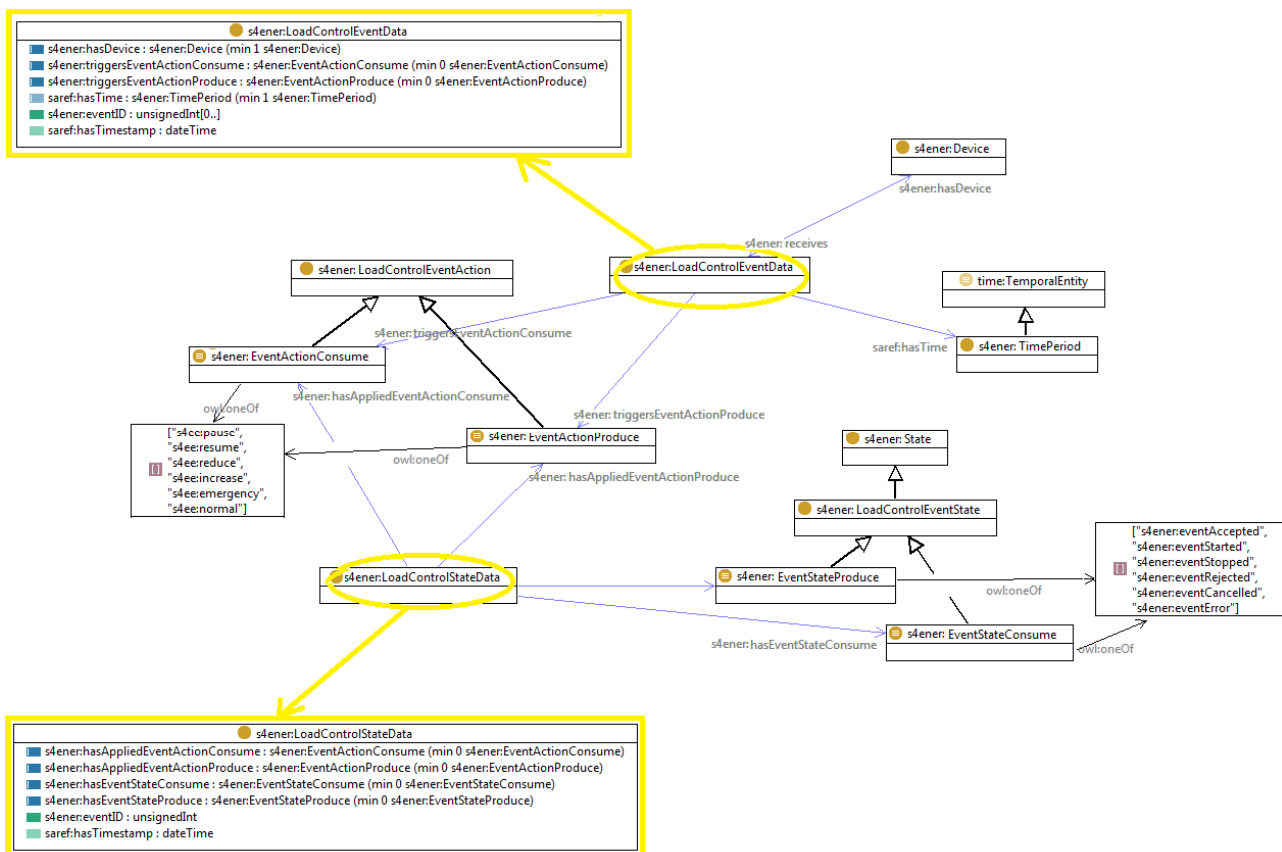 s4ener:LoadControlEventData
s4ener:hasDevice : s4ener:Device (min 1 s4ener:Device)
s4ener:triggersEventActionConsume : s4ener:EventActionConsume (min 0 s4ener:EventActionConsume)
s4ener:triggersEventActionProduce : s4ener:EventActionProduce (min 0 s4ener:EventActionProduce)
saref:hasTime : s4ener:TimePeriod (min 1 s4ener:TimePeriod)
s4ener:eventID : unsignedInt[0..]
saref:hasTimestamp : dateTime
s4ener:Device
s4ener:hasDevice
s4ener: receives
s4ener:LoadControlEventData
s4ener: LoadControlEventAction
time:TemporalEntity
s4ener:triggersEventActionConsume
saref:hasTime
s4ener: TimePeriod
s4ener: EventActionConsume
s4ener: hasAppliedEventActionConsume
owl:oneOf
s4ener: triggersEventActionProduce
["s4ee:pause",
"s4ee:resume",
"s4ee:reduce",
"s4ee:increase",
"s4ee:emergency",
"s4ee:normal"]
s4ener: EventActionProduce
owl:oneOf
s4ener: hasAppliedEventActionProduce
s4ener: State
s4ener: LoadControlEventState
["s4ener:eventAccepted",
"s4ener:eventStarted",
"s4ener:eventStopped",
"s4ener:eventRejected",
"s4ener:eventCancelled",
"s4ener:eventError"]
s4ener:LoadControlStateData
s4ener: EventStateProduce
owl:oneOf
s4ener: EventStateConsume
s4ener:hasEventStateConsume
owl:oneOf
s4ener:LoadControlStateData
s4ener:hasAppliedEventActionConsume : s4ener:EventActionConsume (min 0 s4ener:EventActionConsume)
s4ener:hasAppliedEventActionProduce : s4ener:EventActionProduce (min 0 s4ener:EventActionProduce)
s4ener:hasEventStateConsume : s4ener:EventStateConsume (min 0 s4ener:EventStateConsume)
s4ener:hasEventStateProduce : s4ener:EventStateProduce (min 0 s4ener:EventStateProduce)
s4ener:eventID : unsignedInt
saref:hasTimestamp : dateTime